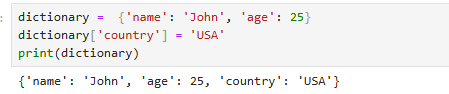 dictionary =  {'name': 'John', 'age': 25}
dictionary['country'] = 'USA'
print(dictionary)
{'name': 'John', 'age': 25, 'country': 'USA'}